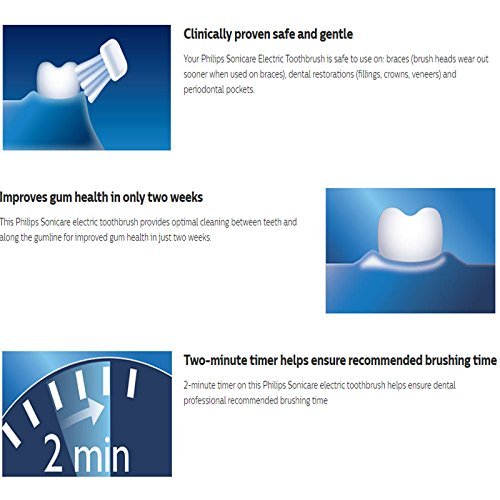 Clinically proven safe and gentle
Your Philips Sonicare Electric Toothbrush is safe to use on: braces (brush heads wear out
sooner when used on braces), dental restorations (fillings, crowns, veneers) and
periodontal pockets.
Improves gum health in only two weeks
This Philips Sonicare electric toothbrush provides optimal cleaning between teeth and
along the gumline for improved gum health in just two weeks.
Two-minute timer helps ensure recommended brushing time
2-minute timer on this Philips Sonicare electric toothbrush helps ensure dental
professional recommended brushing time
2 min